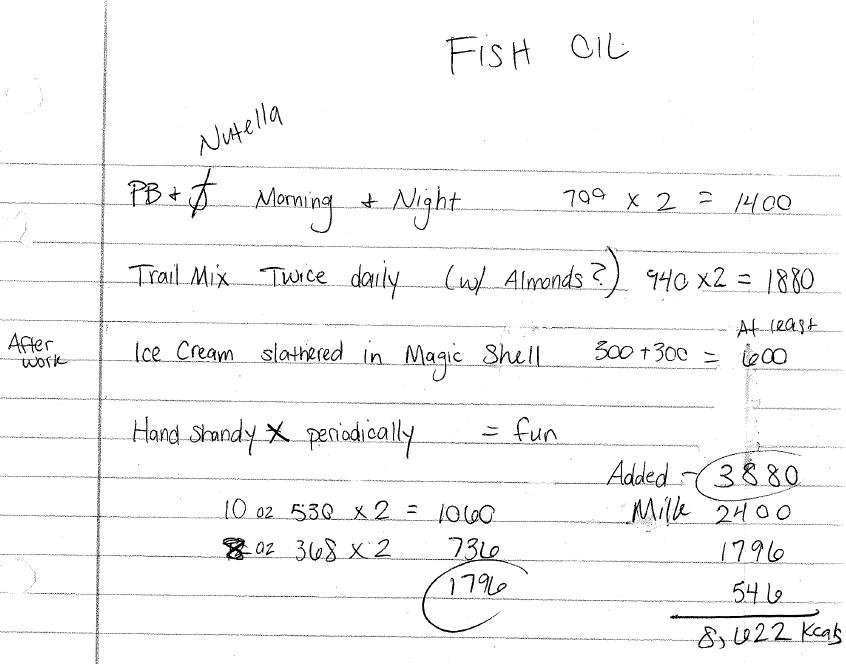 FISH OIL
Nutella
PB + J Morning + Night 709 x 2 = 1400
Trail Mix Twice daily (w/ Almonds?) 940 x2 = 1880
At least
After work
Ice Cream slathered in Magic Shell 300 + 300 = 600
Hand Shandy X periodically = fun
Added - 3880
10 oz 530 x 2 = 1060 Milk 2400
8 oz 368 x 2 736 1796
1796 546
8,622 Kcals